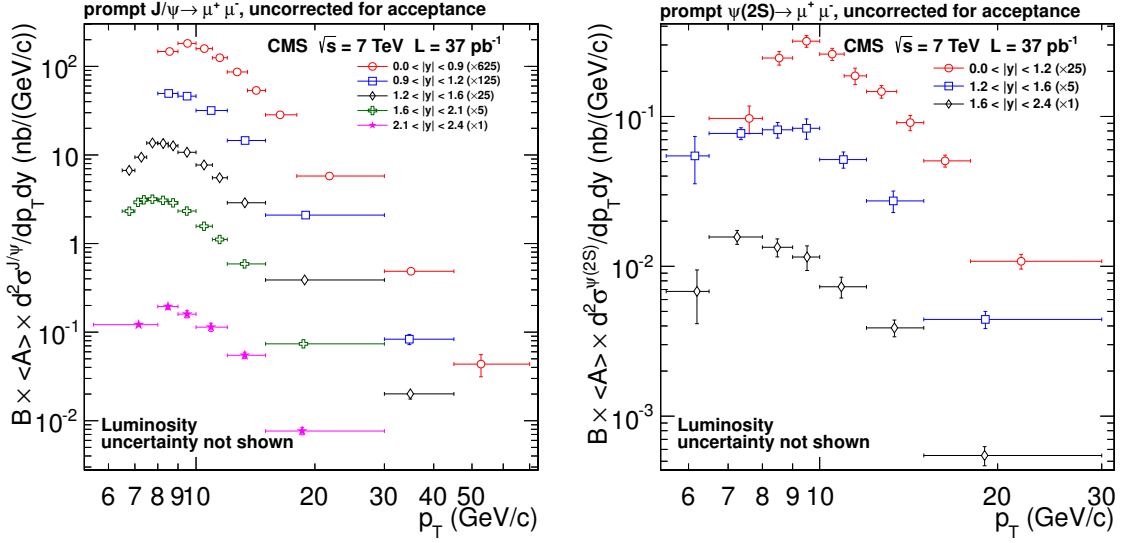 prompt J/ψ→ μ⁺ μ⁻, uncorrected for acceptance
CMS √s = 7 TeV L = 37 pb⁻¹
0.0 < |y| < 0.9 (×625)
0.9 < |y| < 1.2 (×125)
1.2 < |y| < 1.6 (×25)
1.6 < |y| < 2.1 (×5)
2.1 < |y| < 2.4 (×1)
B × <A> × d²σ^J/ψ/dp_T dy (nb/(GeV/c))
10²
10
1
10⁻¹
10⁻²
Luminosity
uncertainty not shown
6 7 8 9 10 20 30 40 50
p_T (GeV/c)
prompt ψ(2S)→ μ⁺ μ⁻, uncorrected for acceptance
CMS √s = 7 TeV L = 37 pb⁻¹
0.0 < |y| < 1.2 (×25)
1.2 < |y| < 1.6 (×5)
1.6 < |y| < 2.4 (×1)
B × <A> × d²σ^ψ(2S)/dp_T dy (nb/(GeV/c))
10⁻¹
10⁻²
10⁻³
Luminosity
uncertainty not shown
6 7 8 9 10 20 30
p_T (GeV/c)